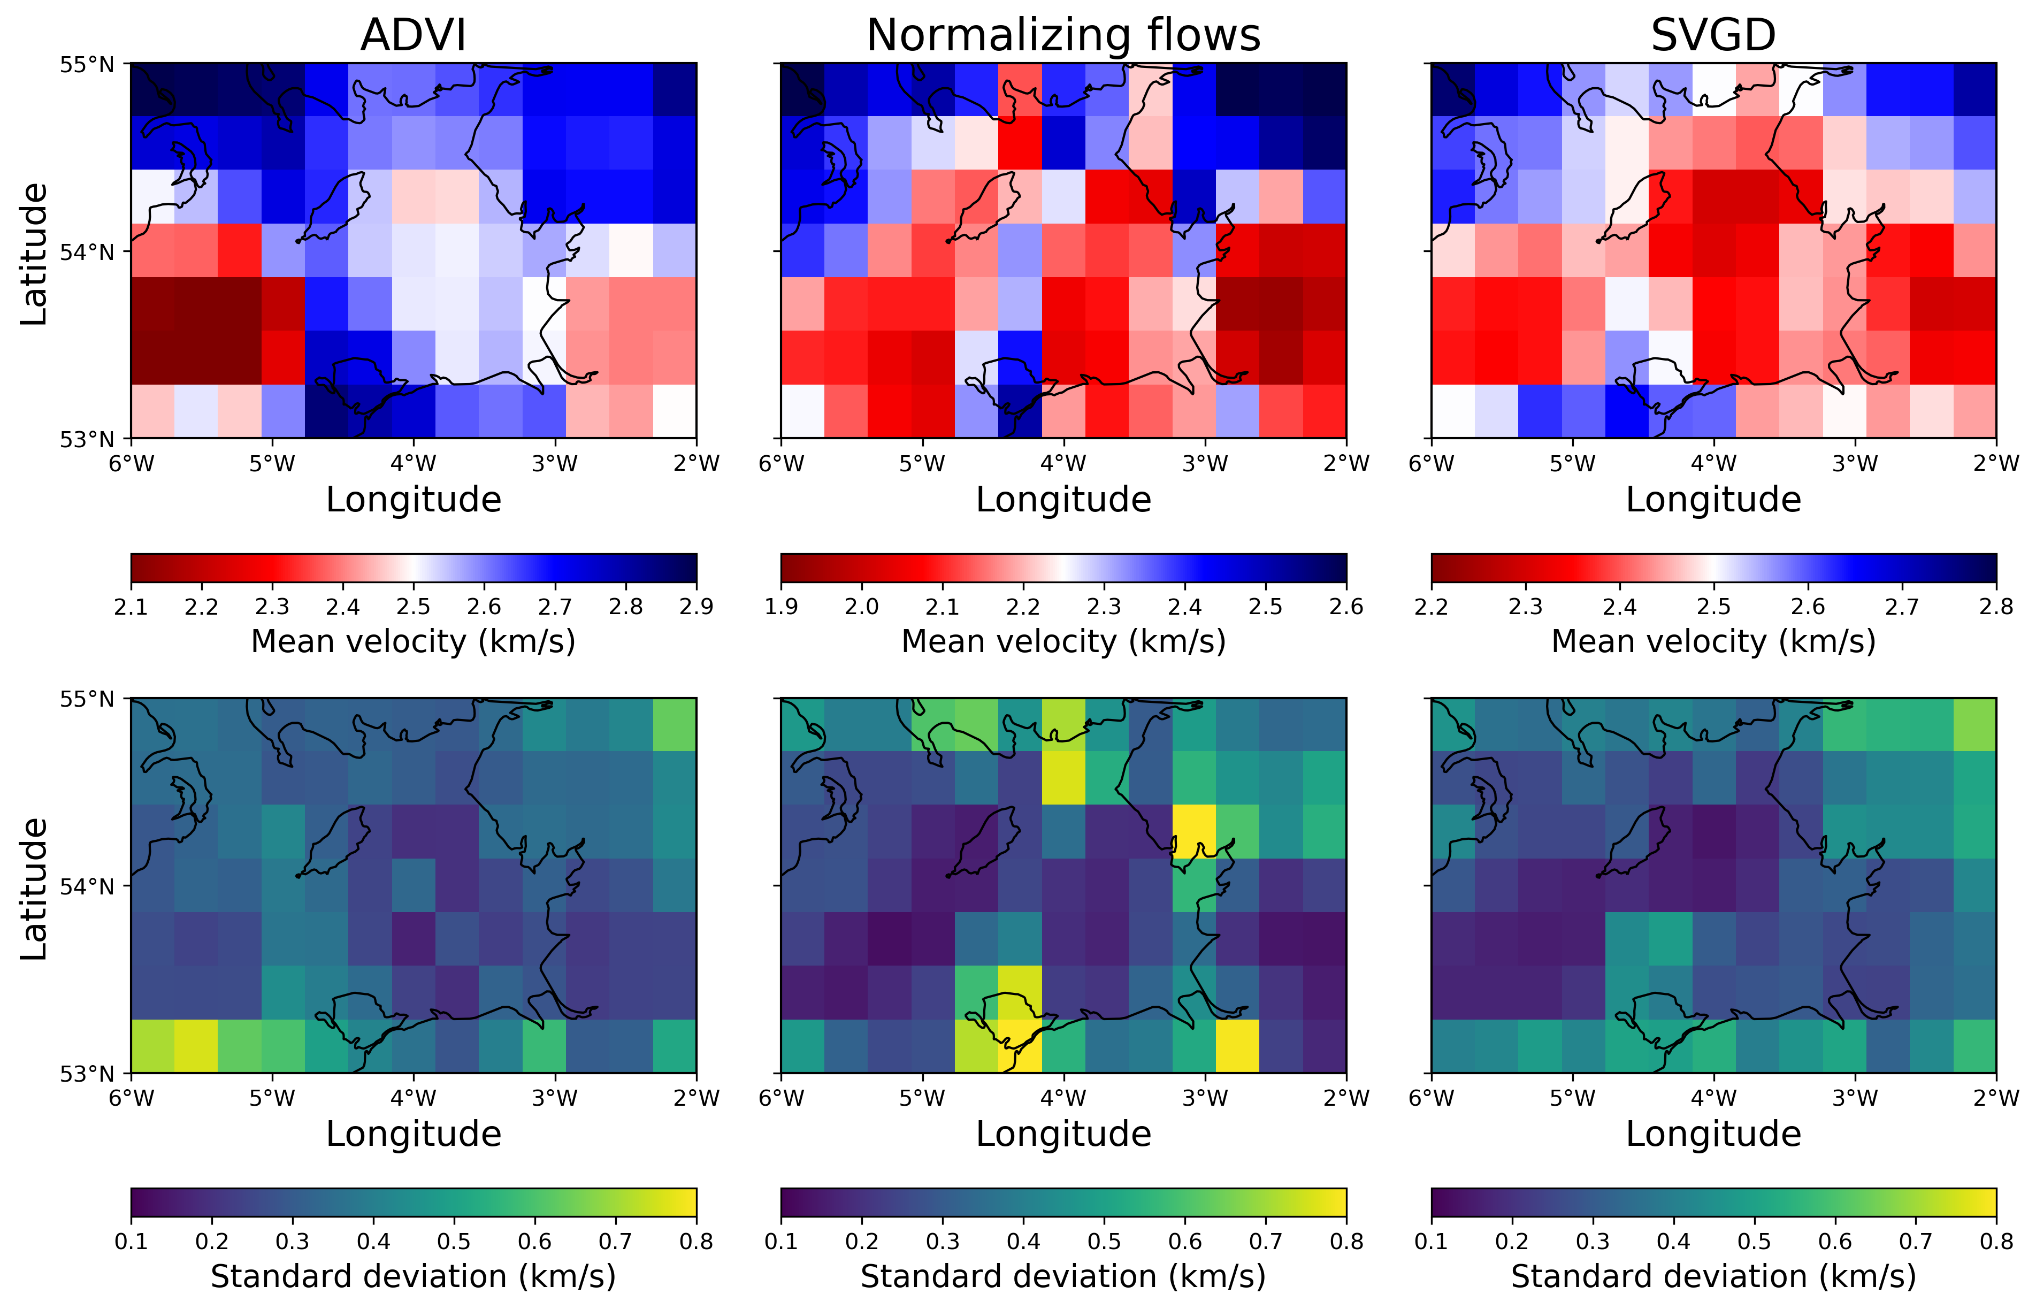 ADVI Normalizing flows SVGD
55°N
54°N
53°N
Latitude
6°W 5°W 4°W 3°W 2°W 6°W 5°W 4°W 3°W 2°W 6°W 5°W 4°W 3°W 2°W
Longitude Longitude Longitude
2.1 2.2 2.3 2.4 2.5 2.6 2.7 2.8 2.9 1.9 2.0 2.1 2.2 2.3 2.4 2.5 2.6 2.2 2.3 2.4 2.5 2.6 2.7 2.8
Mean velocity (km/s) Mean velocity (km/s) Mean velocity (km/s)
55°N
54°N
53°N
Latitude
6°W 5°W 4°W 3°W 2°W 6°W 5°W 4°W 3°W 2°W 6°W 5°W 4°W 3°W 2°W
Longitude Longitude Longitude
0.1 0.2 0.3 0.4 0.5 0.6 0.7 0.8 0.1 0.2 0.3 0.4 0.5 0.6 0.7 0.8 0.1 0.2 0.3 0.4 0.5 0.6 0.7 0.8
Standard deviation (km/s) Standard deviation (km/s) Standard deviation (km/s)